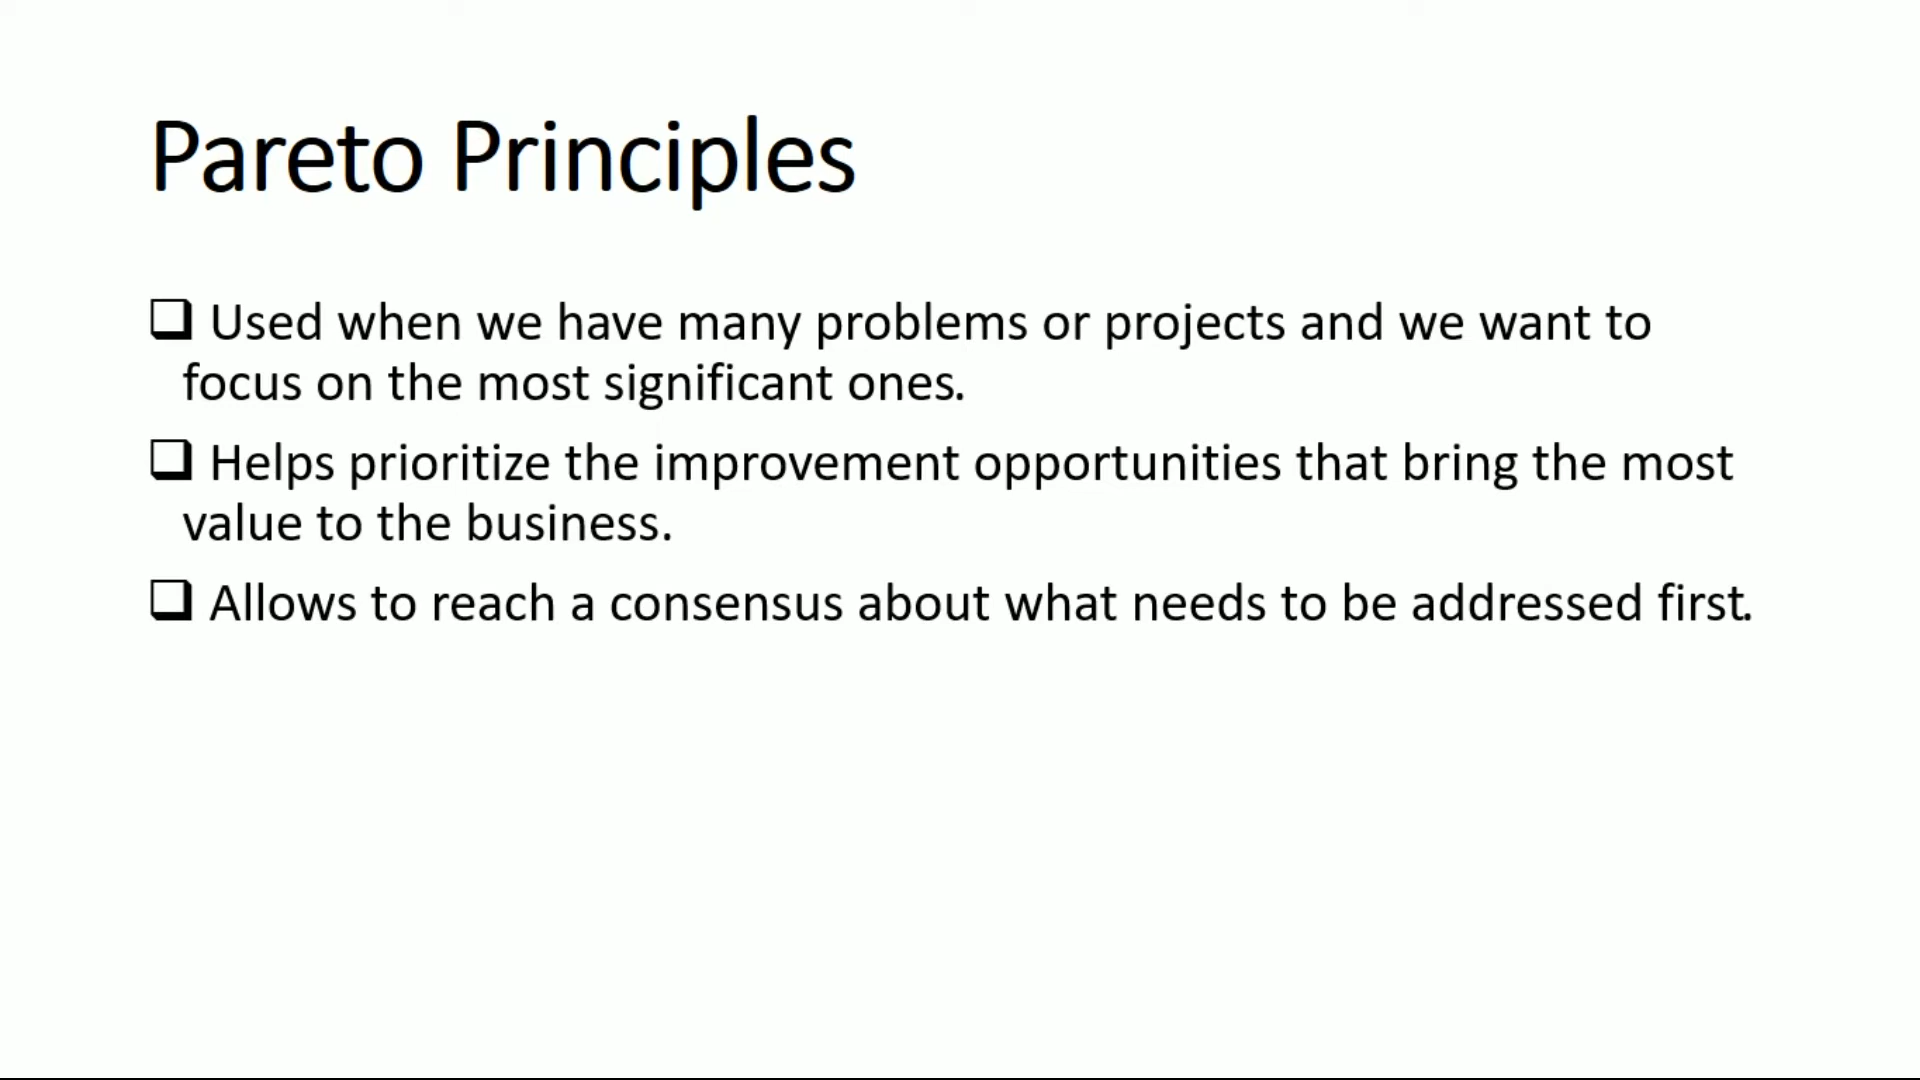 Pareto Principles
❑ Used when we have many problems or projects and we want to
focus on the most significant ones.
❑ Helps prioritize the improvement opportunities that bring the most
value to the business.
❑ Allows to reach a consensus about what needs to be addressed first.